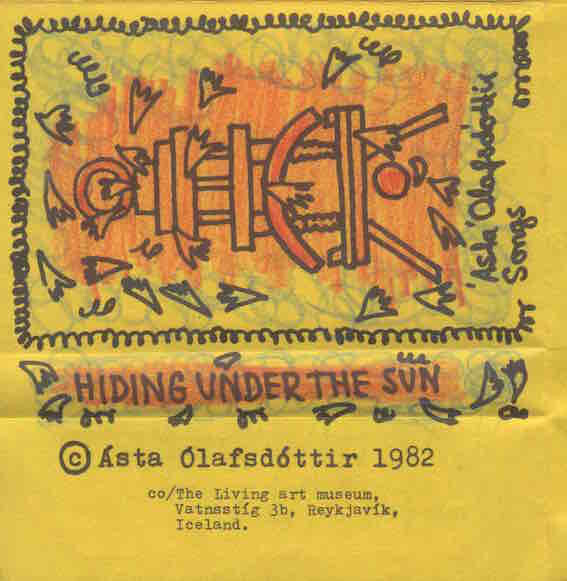 Ásta Ólafsdóttir
Songs
HIDING UNDER THE SUN
© Ásta Ólafsdóttir 1982
co/The Living art museum,
Vatnsstíg 3b, Reykjavík,
Iceland.